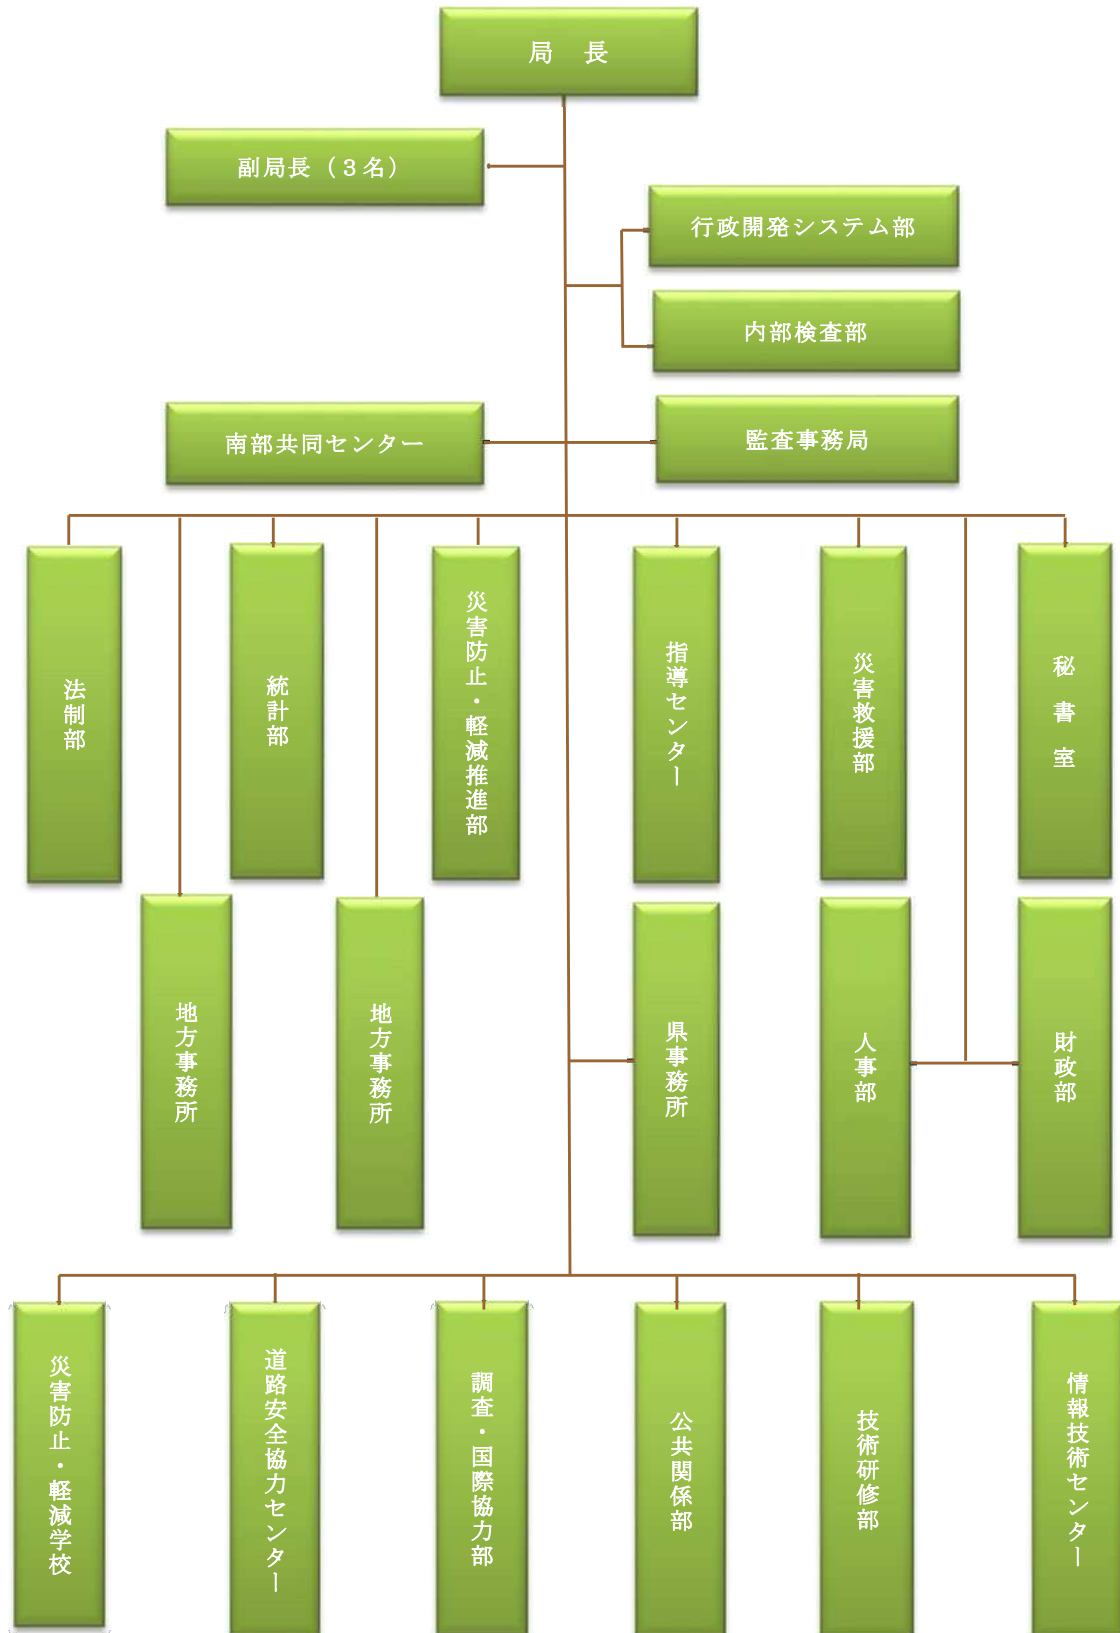 局　長
副局長（３名）
行政開発システム部
内部検査部
南部共同センター
監査事務局
法制部
統計部
災害防止・軽減推進部
指導センター
災害救援部
秘　書　室
地方事務所
地方事務所
県事務所
人事部
財政部
災害防止・軽減学校
道路安全協力センター
調査・国際協力部
公共関係部
技術研修部
情報技術センター